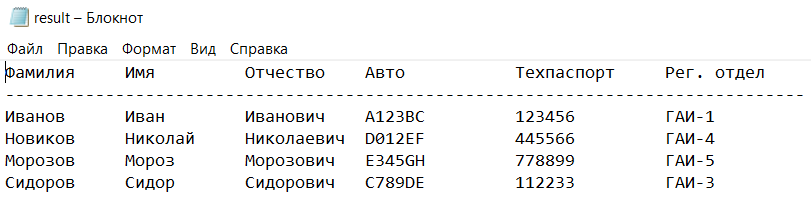 result – Блокнот
Файл Правка Формат Вид Справка
Фамилия Имя Отчество Авто Техпаспорт Рег. отдел
--------------------------------------------------------------------------------
Иванов Иван Иванович A123BC 123456 ГАИ-1
Новиков Николай Николаевич D012EF 445566 ГАИ-4
Морозов Мороз Морозович E345GH 778899 ГАИ-5
Сидоров Сидор Сидорович C789DE 112233 ГАИ-3